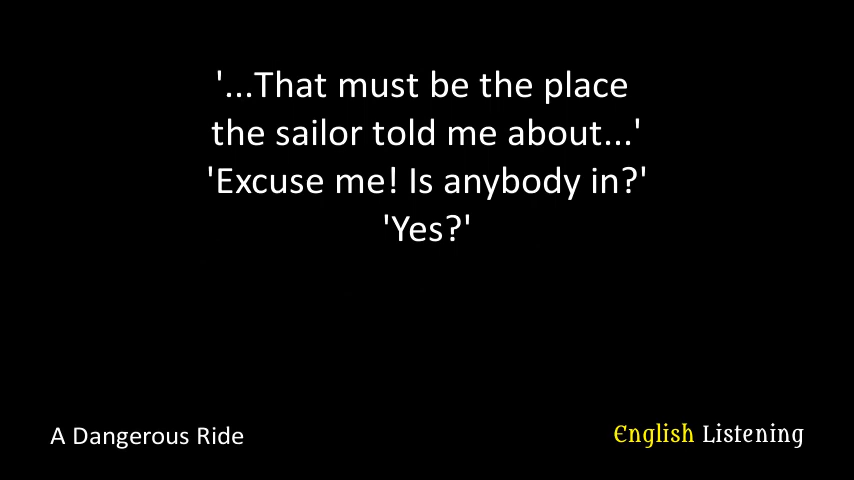 '...That must be the place
the sailor told me about...'
'Excuse me! Is anybody in?'
'Yes?'
A Dangerous Ride
English Listening